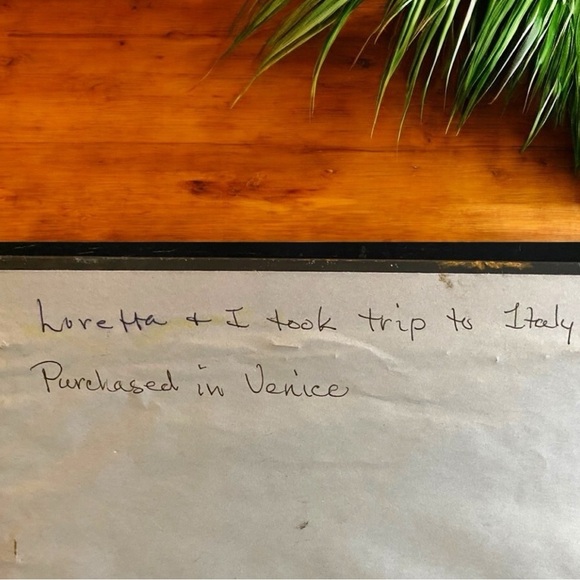 Loretta + I took trip to Italy
Purchased in Venice